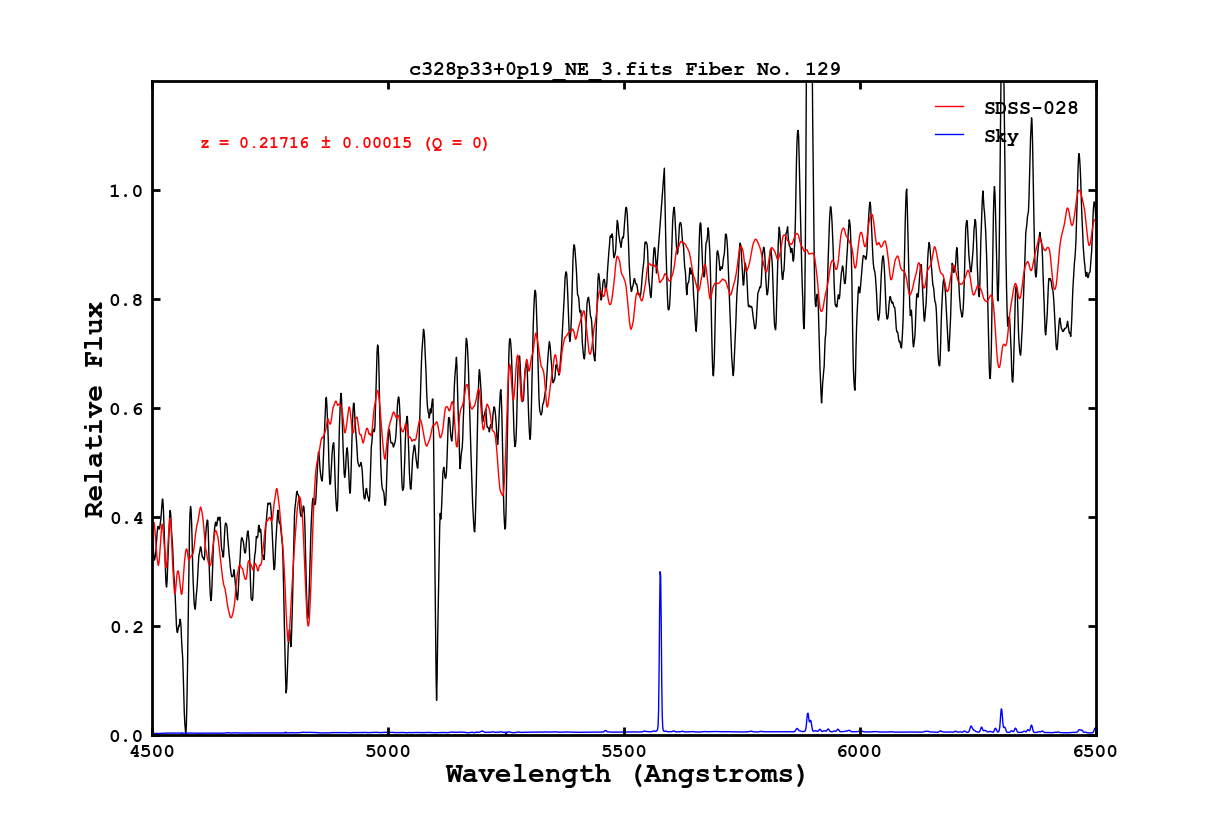 c328p33+0p19_NE_3.fits Fiber No. 129
z = 0.21716 ± 0.00015 (Q = 0)
SDSS-028
Sky
Relative Flux
1.0
0.8
0.6
0.4
0.2
0.0
4500 5000 5500 6000 6500
Wavelength (Angstroms)